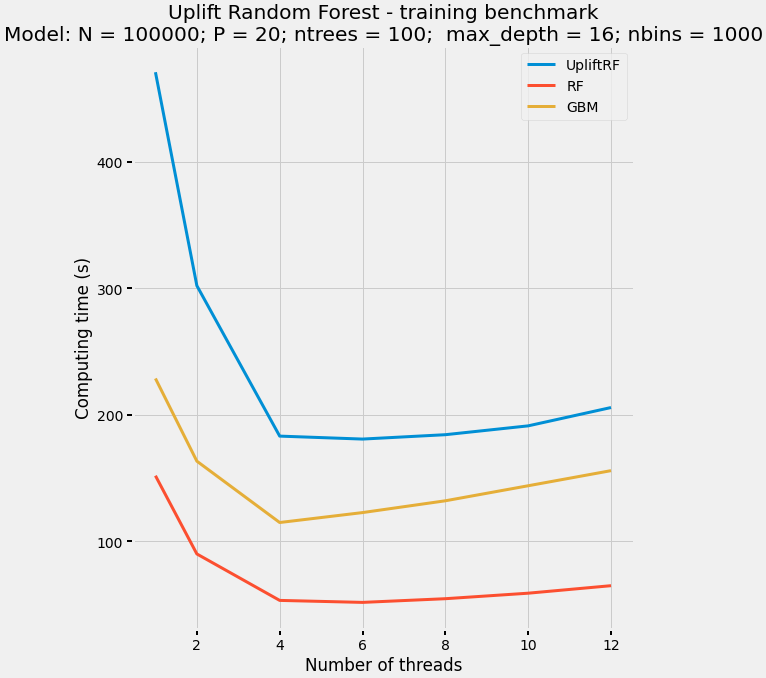 Uplift Random Forest - training benchmark
Model: N = 100000; P = 20; ntrees = 100;  max_depth = 16; nbins = 1000
UpliftRF
RF
GBM
400
300
200
100
Computing time (s)
2 4 6 8 10 12
Number of threads